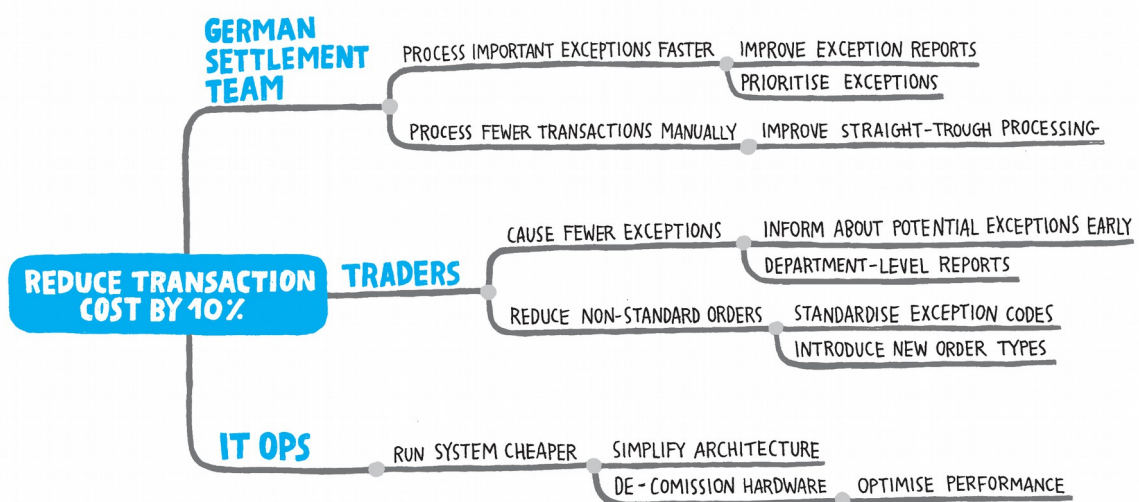 GERMAN
SETTLEMENT
TEAM
PROCESS IMPORTANT EXCEPTIONS FASTER
IMPROVE EXCEPTION REPORTS
PRIORITISE EXCEPTIONS
PROCESS FEWER TRANSACTIONS MANUALLY
IMPROVE STRAIGHT-TROUGH PROCESSING
REDUCE TRANSACTION
COST BY 10%
TRADERS
CAUSE FEWER EXCEPTIONS
INFORM ABOUT POTENTIAL EXCEPTIONS EARLY
DEPARTMENT-LEVEL REPORTS
REDUCE NON-STANDARD ORDERS
STANDARDISE EXCEPTION CODES
INTRODUCE NEW ORDER TYPES
IT OPS
RUN SYSTEM CHEAPER
SIMPLIFY ARCHITECTURE
DE-COMISSION HARDWARE
OPTIMISE PERFORMANCE